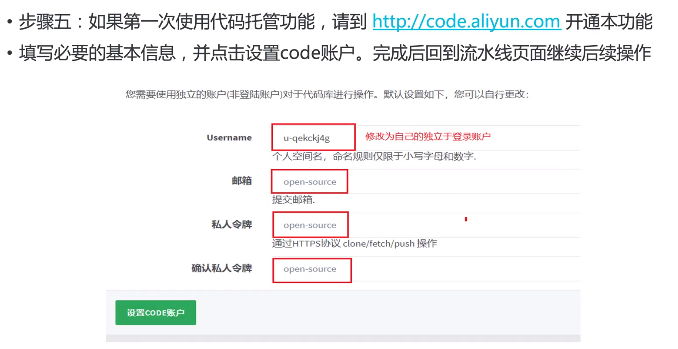 • 步骤五：如果第一次使用代码托管功能，请到 http://code.aliyun.com 开通本功能
• 填写必要的基本信息，并点击设置code账户。完成后回到流水线页面继续后续操作
您需要使用独立的账户(非登陆账户)对于代码库进行操作。默认设置如下，您可以自行更改：
Username
u-qekckj4g
修改为自己的独立于登录账户
个人空间名，命名规则仅限于小写字母和数字.
邮箱
open-source
提交邮箱.
私人令牌
open-source
通过HTTPS协议 clone/fetch/push 操作
确认私人令牌
open-source
设置CODE账户